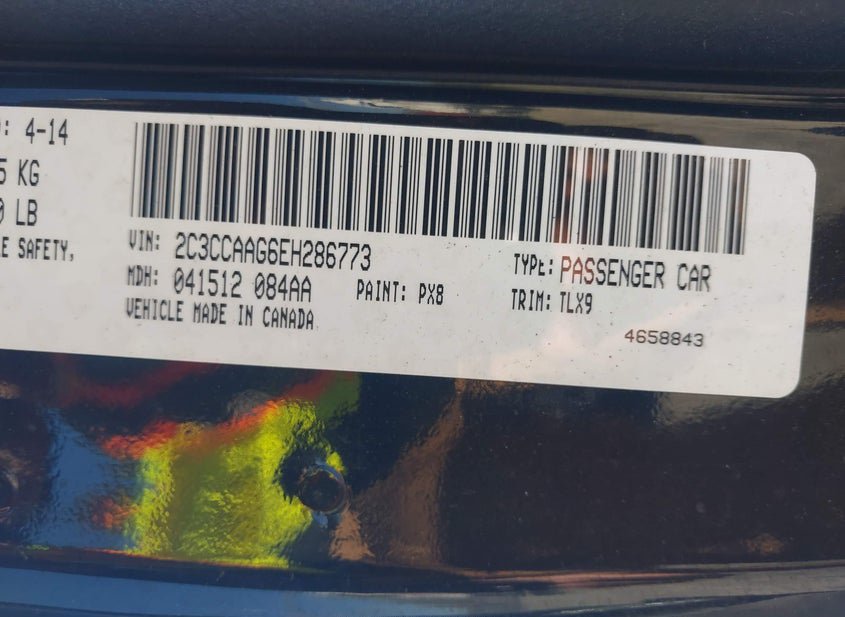 : 4-14
5 KG
0 LB
E SAFETY,
VIN: 2C3CCAAG6EH286773
TYPE: PASSENGER CAR
MDH: 041512 084AA
PAINT: PX8
TRIM: TLX9
VEHICLE MADE IN CANADA
4658843